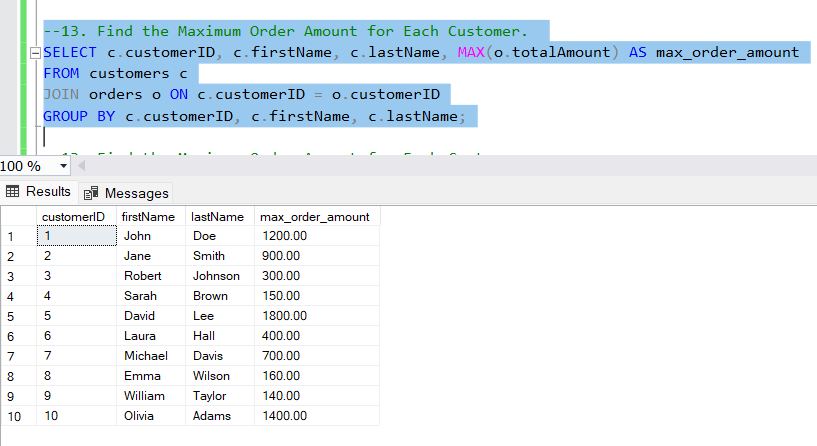 --13. Find the Maximum Order Amount for Each Customer.
SELECT c.customerID, c.firstName, c.lastName, MAX(o.totalAmount) AS max_order_amount
FROM customers c
JOIN orders o ON c.customerID = o.customerID
GROUP BY c.customerID, c.firstName, c.lastName;
100 %
Results Messages
customerID firstName lastName max_order_amount
1 1 John Doe 1200.00
2 2 Jane Smith 900.00
3 3 Robert Johnson 300.00
4 4 Sarah Brown 150.00
5 5 David Lee 1800.00
6 6 Laura Hall 400.00
7 7 Michael Davis 700.00
8 8 Emma Wilson 160.00
9 9 William Taylor 140.00
10 10 Olivia Adams 1400.00